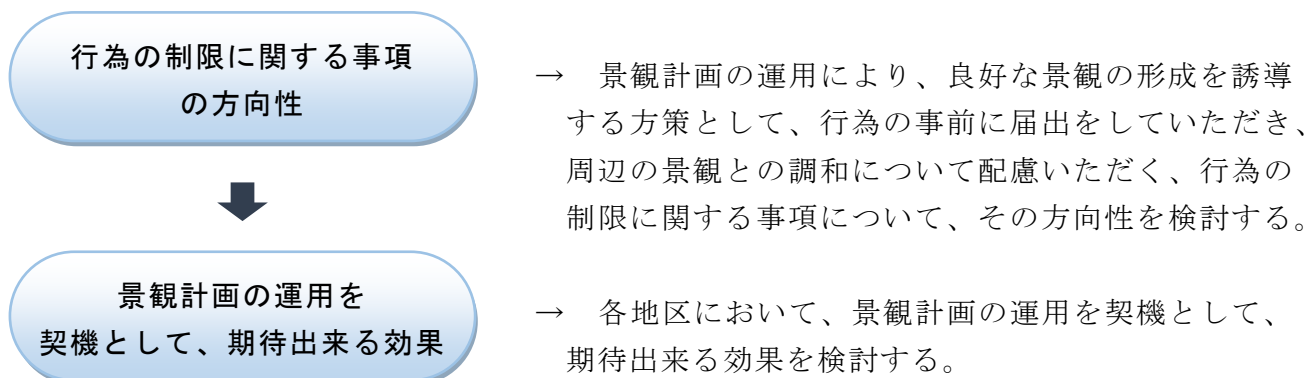 行為の制限に関する事項
の方向性
→ 景観計画の運用により、良好な景観の形成を誘導
する方策として、行為の事前に届出をしていただき、
周辺の景観との調和について配慮いただく、行為の
制限に関する事項について、その方向性を検討する。
景観計画の運用を
契機として、期待出来る効果
→ 各地区において、景観計画の運用を契機として、
期待出来る効果を検討する。